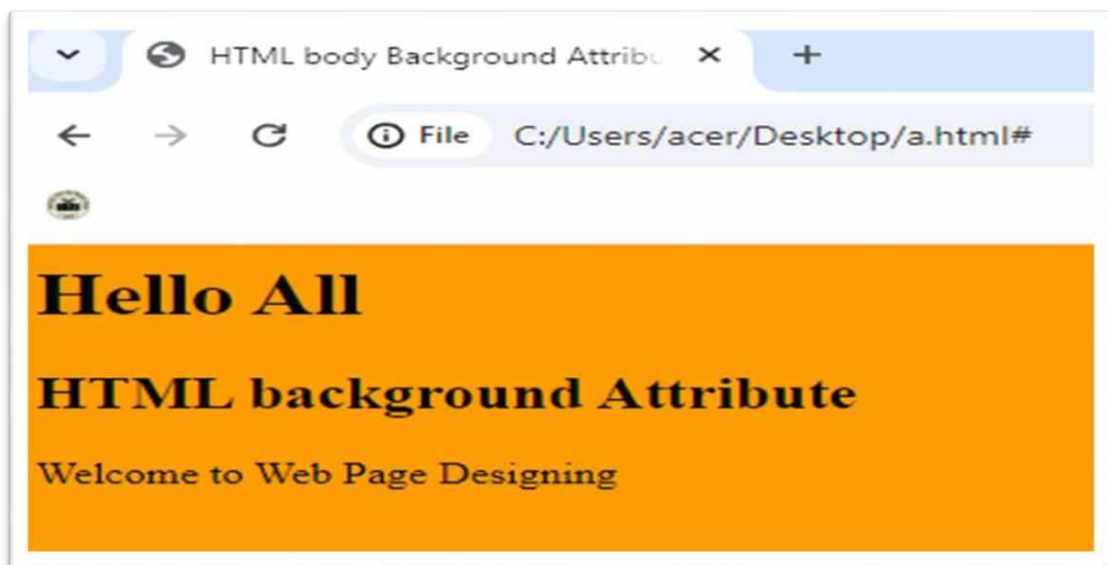 HTML body Background Attribu
File C:/Users/acer/Desktop/a.html#
Hello All
HTML background Attribute
Welcome to Web Page Designing